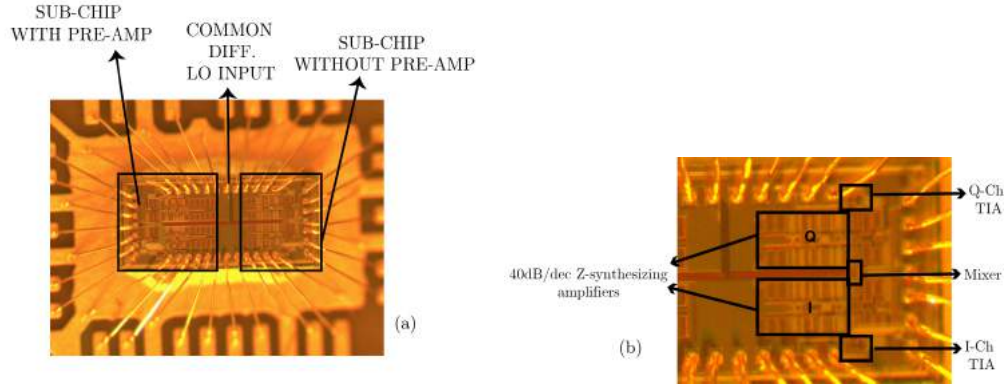 SUB-CHIP
WITH PRE-AMP
COMMON
DIFF.
LO INPUT
SUB-CHIP
WITHOUT PRE-AMP
(a)
Q-Ch
TIA
Q
40dB/dec Z-synthesizing
amplifiers
Mixer
I
I-Ch
TIA
(b)